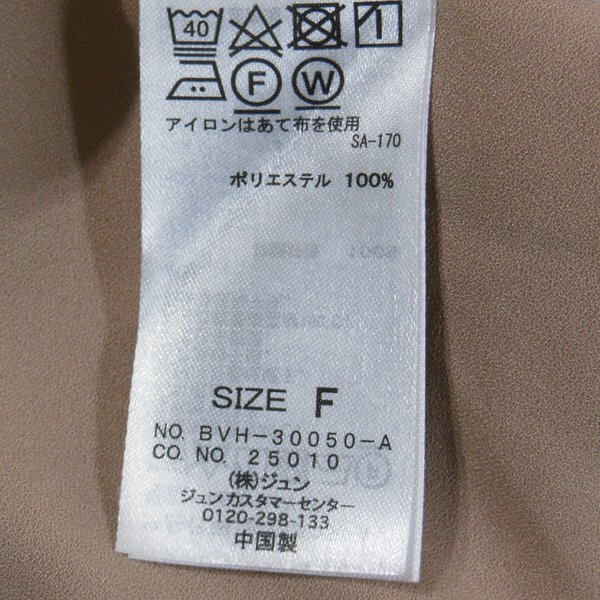 40
F W
アイロンはあて布を使用
SA-170
ポリエステル 100%
SIZE F
NO. BVH-30050-A
CO. NO. 25010
(株)ジュン
ジュンカスタマーセンター
0120-298-133
中国製